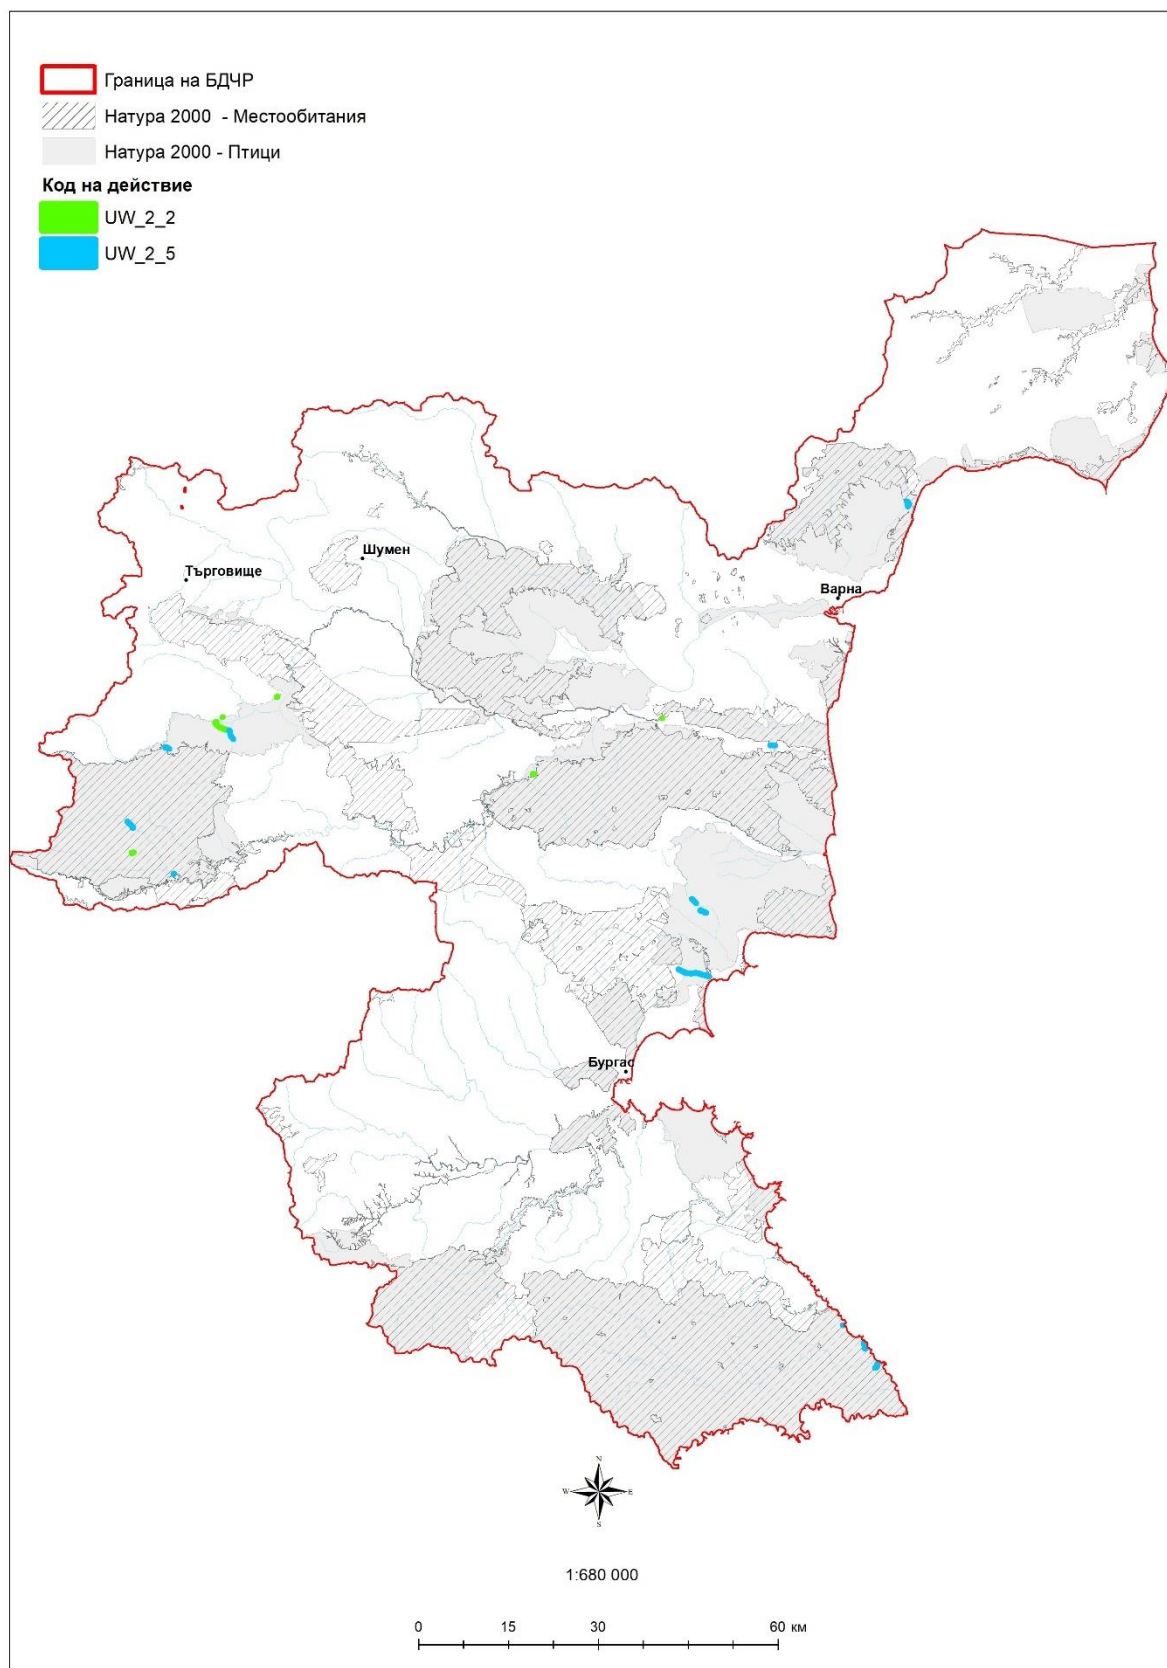 Граница на БДЧР
Натура 2000 - Местообитания
Натура 2000 - Птици
Код на действие
UW_2_2
UW_2_5
Шумен
Търговище
Варна
Бургас
N
W E
S
1:680 000
0 15 30 60 км